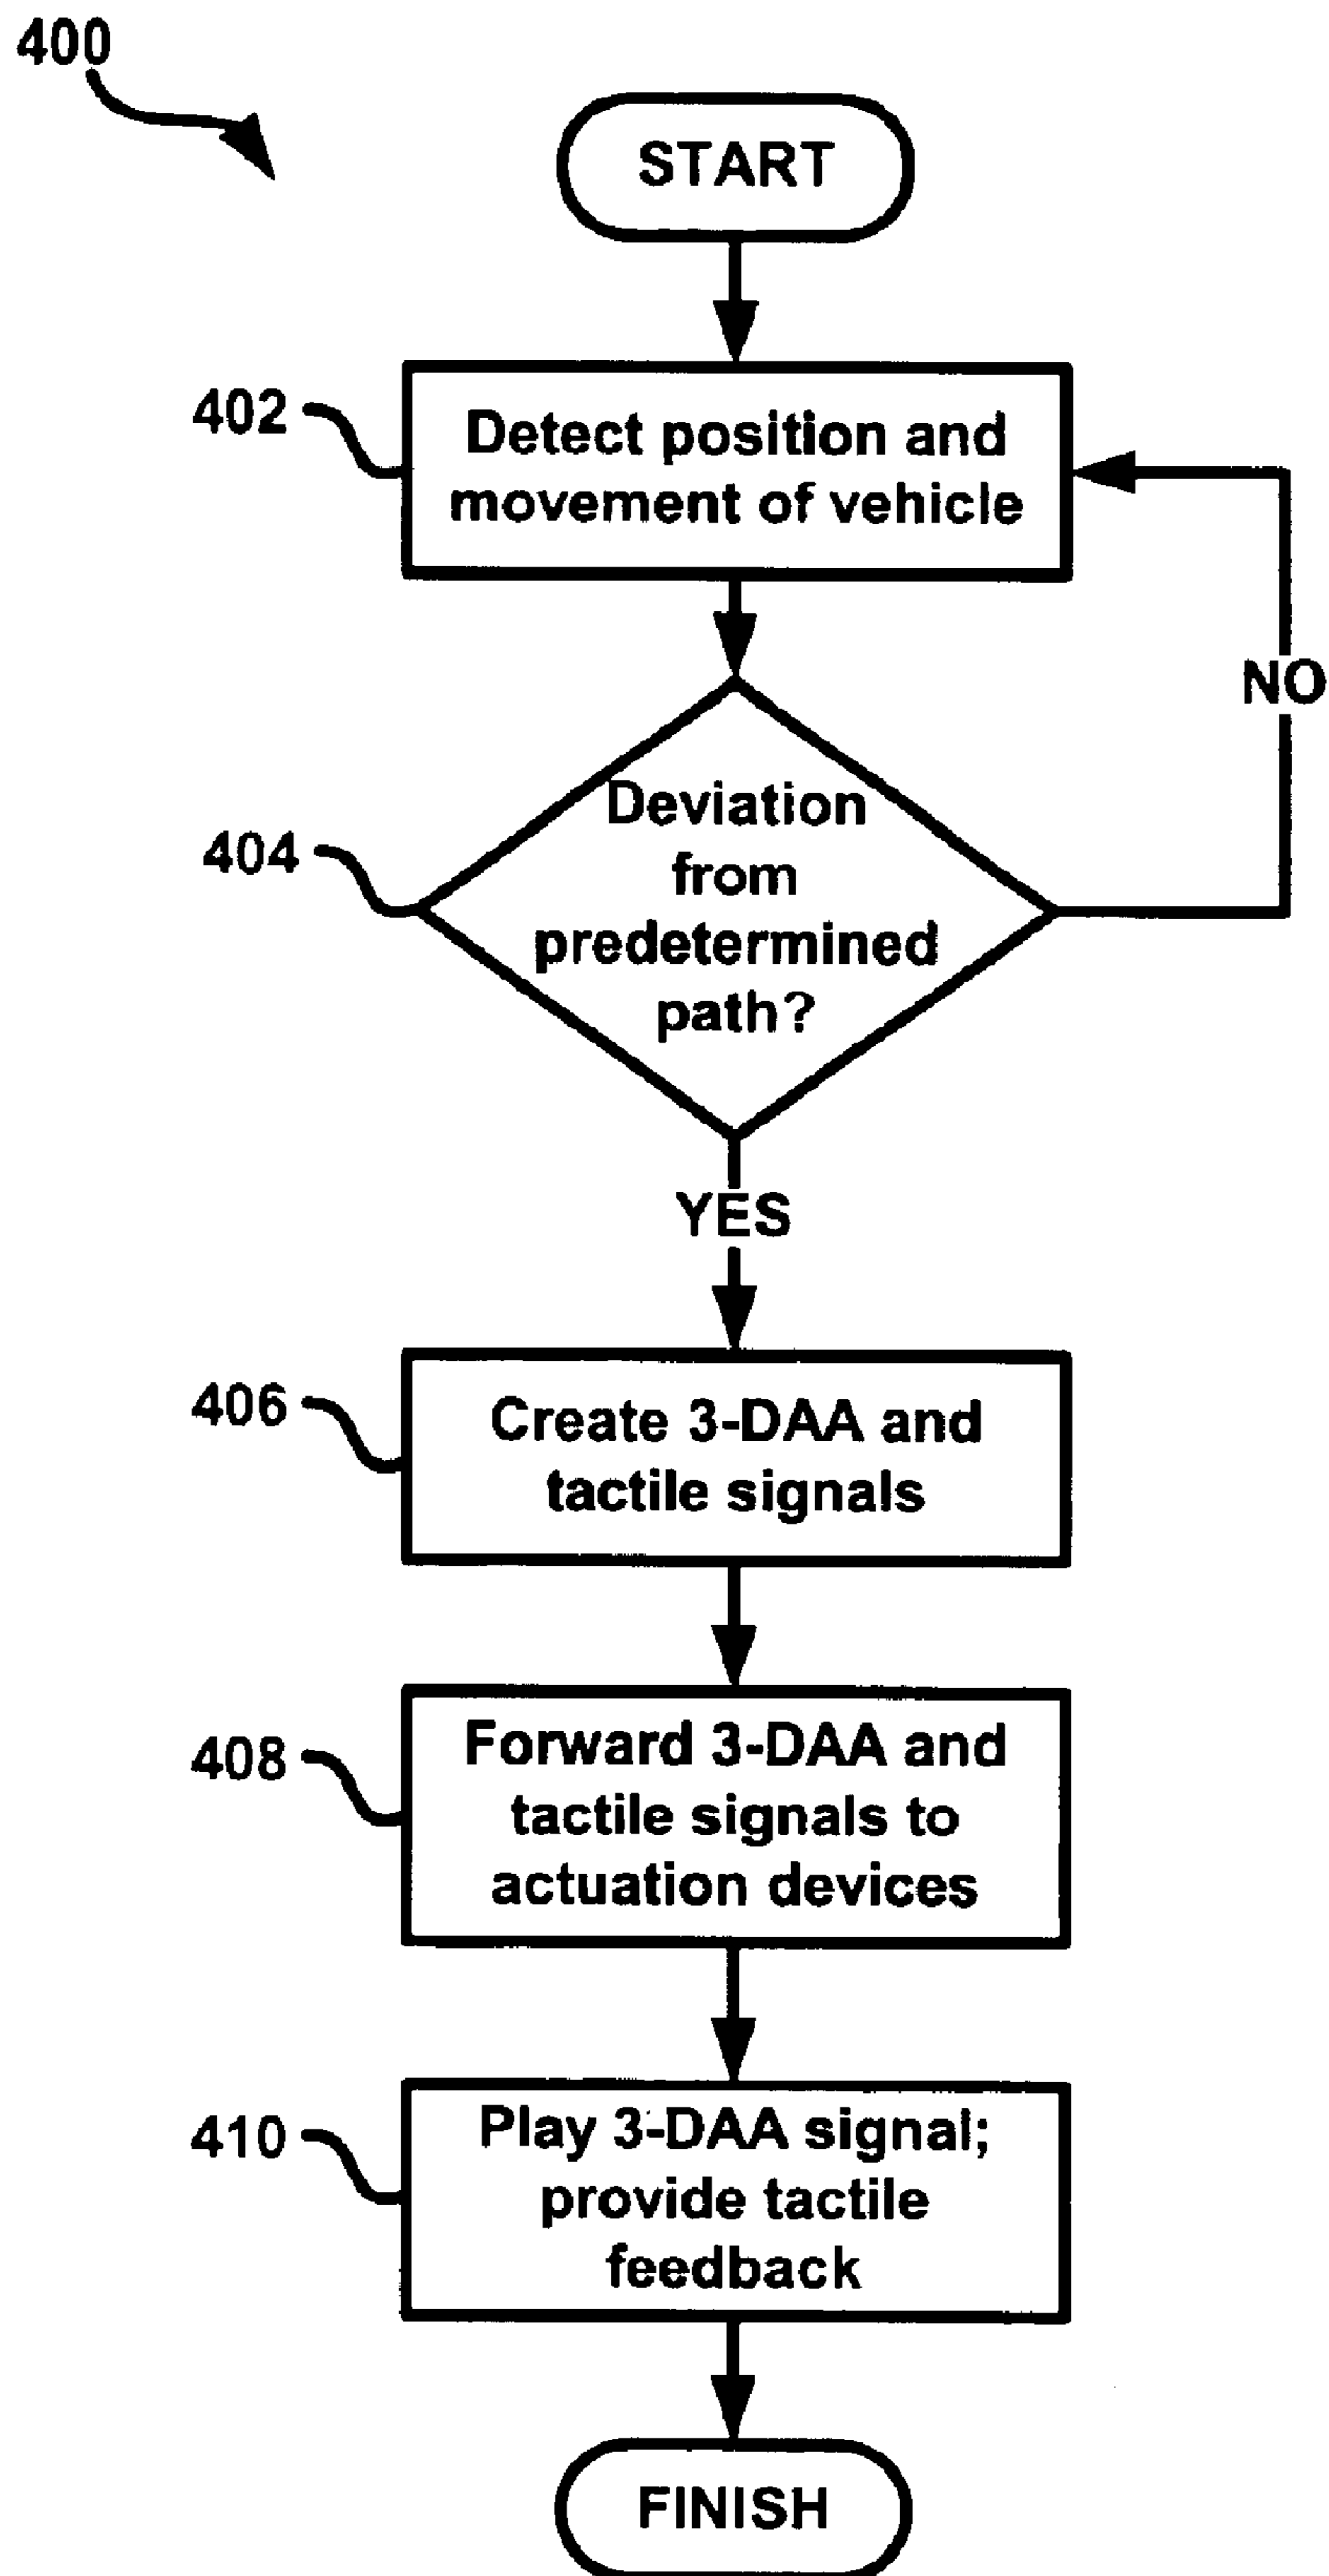 400
START
402
Detect position and
movement of vehicle
NO
404
Deviation
from
predetermined
path?
YES
406
Create 3-DAA and
tactile signals
408
Forward 3-DAA and
tactile signals to
actuation devices
410
Play 3-DAA signal;
provide tactile
feedback
FINISH